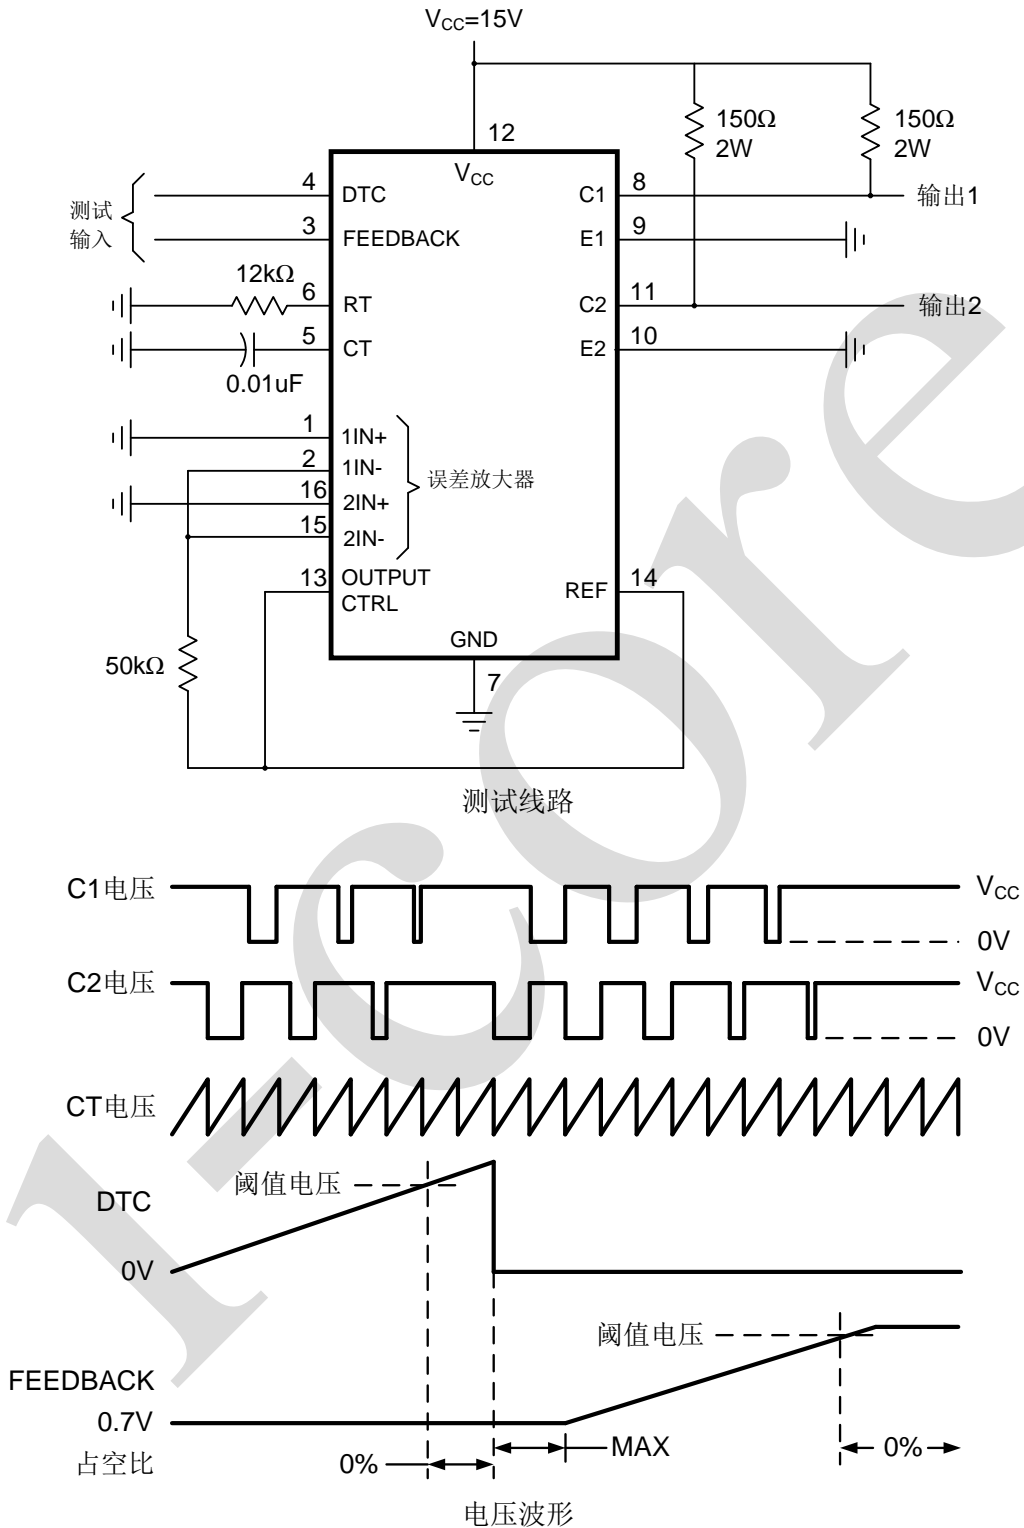 V_CC=15V
150Ω
2W
150Ω
2W
12
V_CC
测试
输入
4
DTC
3
FEEDBACK
12kΩ
6
RT
5
CT
0.01uF
1
1IN+
2
1IN-
16
2IN+
15
2IN-
误差放大器
13
OUTPUT
CTRL
50kΩ
C1
8
输出1
E1
9
C2
11
输出2
E2
10
REF
14
GND
7
测试线路
C1电压
V_CC
0V
C2电压
V_CC
0V
CT电压
阈值电压
DTC
0V
阈值电压
FEEDBACK
0.7V
占空比
0%
MAX
0%
电压波形
i-core